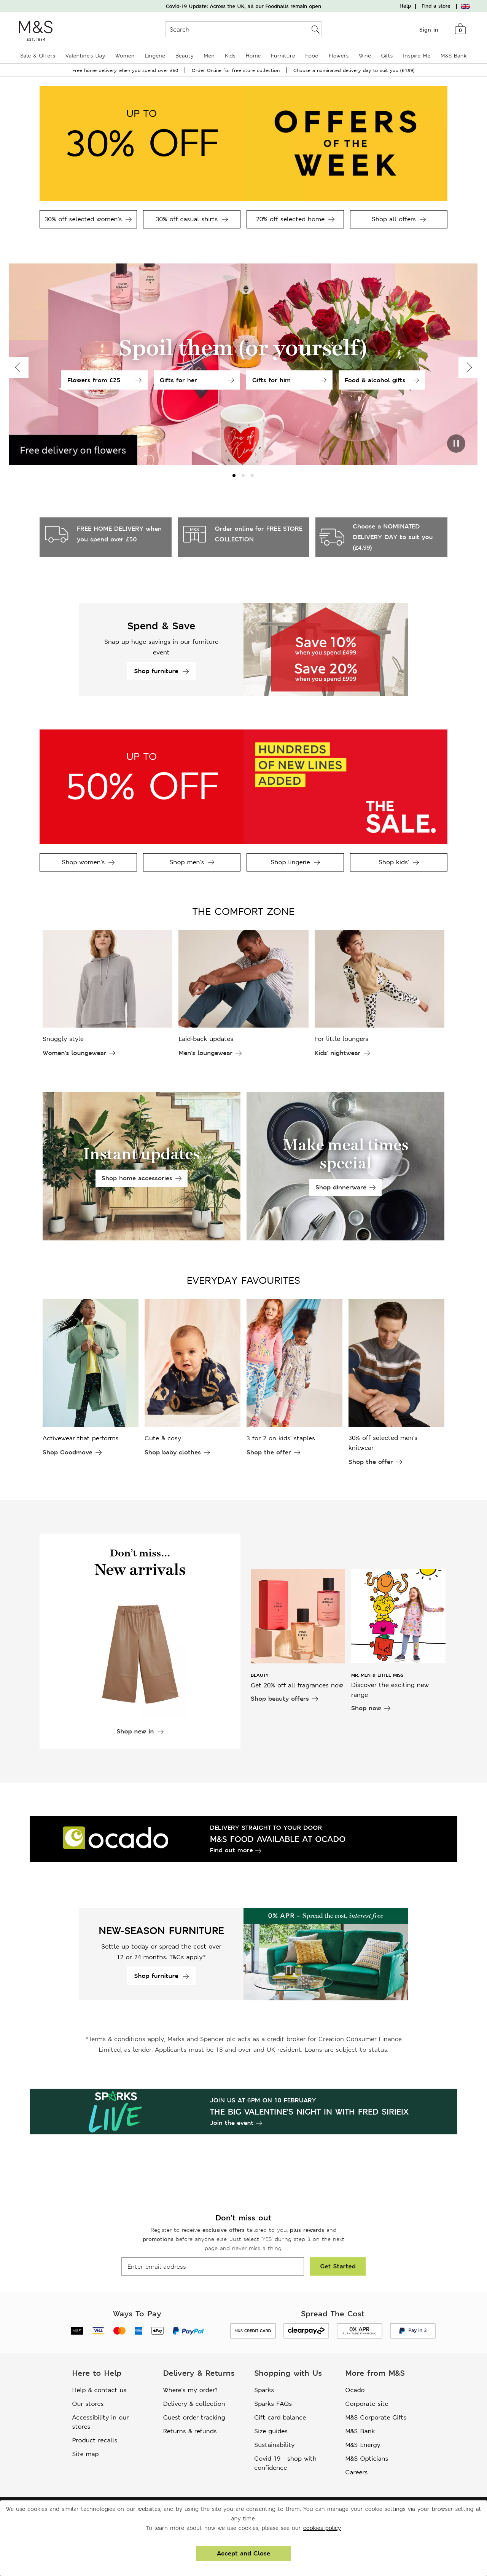 Covid-19 Update: Across the UK, all our Foodhalls remain open
Help
Find a store
M&S
EST. 1884
Search
Sign in
0
Sale & Offers
Valentine's Day
Women
Lingerie
Beauty
Men
Kids
Home
Furniture
Food
Flowers
Wine
Gifts
Inspire Me
M&S Bank
Free home delivery when you spend over £50
Order Online for free store collection
Choose a nominated delivery day to suit you (£4.99)
UP TO
30% OFF
OFFERS
OF THE
WEEK
30% off selected women's
30% off casual shirts
20% off selected home
Shop all offers
Spoil them (or yourself)
Flowers from £25
Gifts for her
Gifts for him
Food & alcohol gifts
Free delivery on flowers
FREE HOME DELIVERY when
you spend over £50
M&S
Order online for FREE STORE
COLLECTION
Choose a NOMINATED
DELIVERY DAY to suit you
(£4.99)
Spend & Save
Snap up huge savings in our furniture
event
Shop furniture
Save 10%
when you spend £499
Save 20%
when you spend £999
UP TO
50% OFF
HUNDREDS
OF NEW LINES
ADDED
THE
SALE.
Shop women's
Shop men's
Shop lingerie
Shop kids'
THE COMFORT ZONE
Snuggly style
Women's loungewear
Laid-back updates
Men's loungewear
For little loungers
Kids' nightwear
Instant updates
Shop home accessories
Make meal times
special
Shop dinnerware
EVERYDAY FAVOURITES
Activewear that performs
Shop Goodmove
Cute & cosy
Shop baby clothes
3 for 2 on kids' staples
Shop the offer
30% off selected men's
knitwear
Shop the offer
Don't miss...
New arrivals
Shop new in
BEAUTY
Get 20% off all fragrances now
Shop beauty offers
MR. MEN & LITTLE MISS
Discover the exciting new
range
Shop now
ocado
DELIVERY STRAIGHT TO YOUR DOOR
M&S FOOD AVAILABLE AT OCADO
Find out more
NEW-SEASON FURNITURE
Settle up today or spread the cost over
12 or 24 months. T&Cs apply*
Shop furniture
0% APR – Spread the cost, interest free
*Terms & conditions apply, Marks and Spencer plc acts as a credit broker for Creation Consumer Finance
Limited, as lender. Applicants must be 18 and over and UK resident. Loans are subject to status.
SPARKS
LIVE
JOIN US AT 6PM ON 10 FEBRUARY
THE BIG VALENTINE'S NIGHT IN WITH FRED SIRIEIX
Join the event
Don't miss out
Register to receive exclusive offers tailored to you, plus rewards and
promotions before anyone else. Just select 'YES' during step 3 on the next
page and never miss a thing.
Enter email address
Get Started
Ways To Pay
PayPal
Spread The Cost
M&S CREDIT CARD
clearpay
0% APR
Pay in 3
Here to Help
Help & contact us
Our stores
Accessibility in our
stores
Product recalls
Site map
Delivery & Returns
Where's my order?
Delivery & collection
Guest order tracking
Returns & refunds
Shopping with Us
Sparks
Sparks FAQs
Gift card balance
Size guides
Sustainability
Covid-19 - shop with
confidence
More from M&S
Ocado
Corporate site
M&S Corporate Gifts
M&S Bank
M&S Energy
M&S Opticians
Careers
We use cookies and similar technologies on our websites, and by using the site you are consenting to them. You can manage your cookie settings via your browser setting at
any time.
To learn more about how we use cookies, please see our cookies policy
Accept and Close